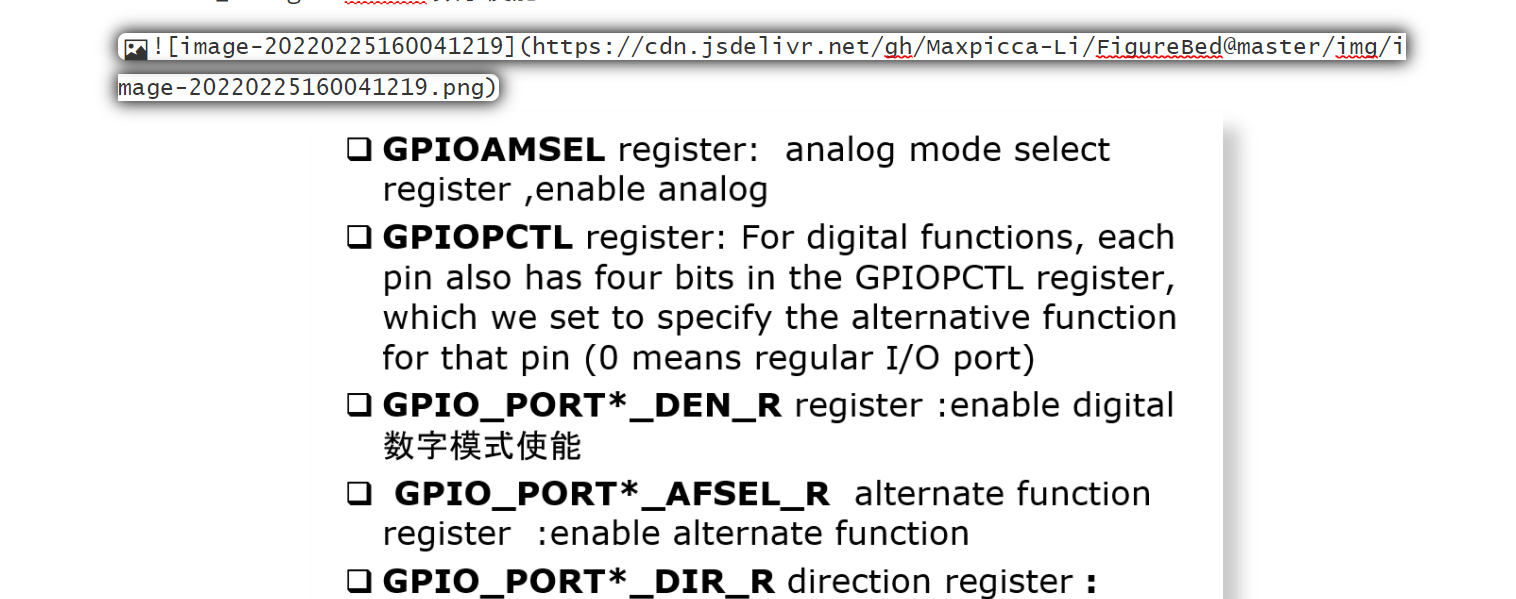 ![image-20220225160041219](https://cdn.jsdelivr.net/gh/Maxpicca-Li/FigureBed@master/img/i
mage-20220225160041219.png)
❑ GPIOAMSEL register:  analog mode select
register ,enable analog
❑ GPIOPCTL register: For digital functions, each
pin also has four bits in the GPIOPCTL register,
which we set to specify the alternative function
for that pin (0 means regular I/O port)
❑ GPIO_PORT*_DEN_R register :enable digital
数字模式使能
❑ GPIO_PORT*_AFSEL_R  alternate function
register  :enable alternate function
❑ GPIO_PORT*_DIR_R direction register :